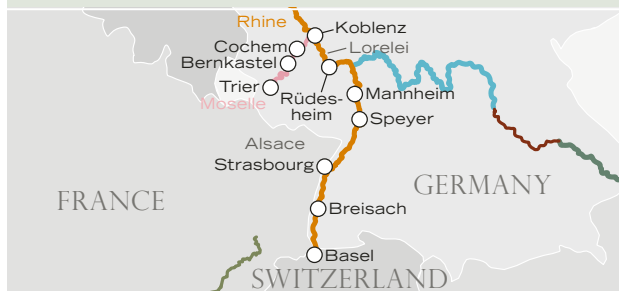 Rhine
Koblenz
Cochem
Lorelei
Bernkastel
Trier
Moselle
Rüdes-
heim
Mannheim
Speyer
Alsace
Strasbourg
FRANCE
GERMANY
Breisach
Basel
SWITZERLAND